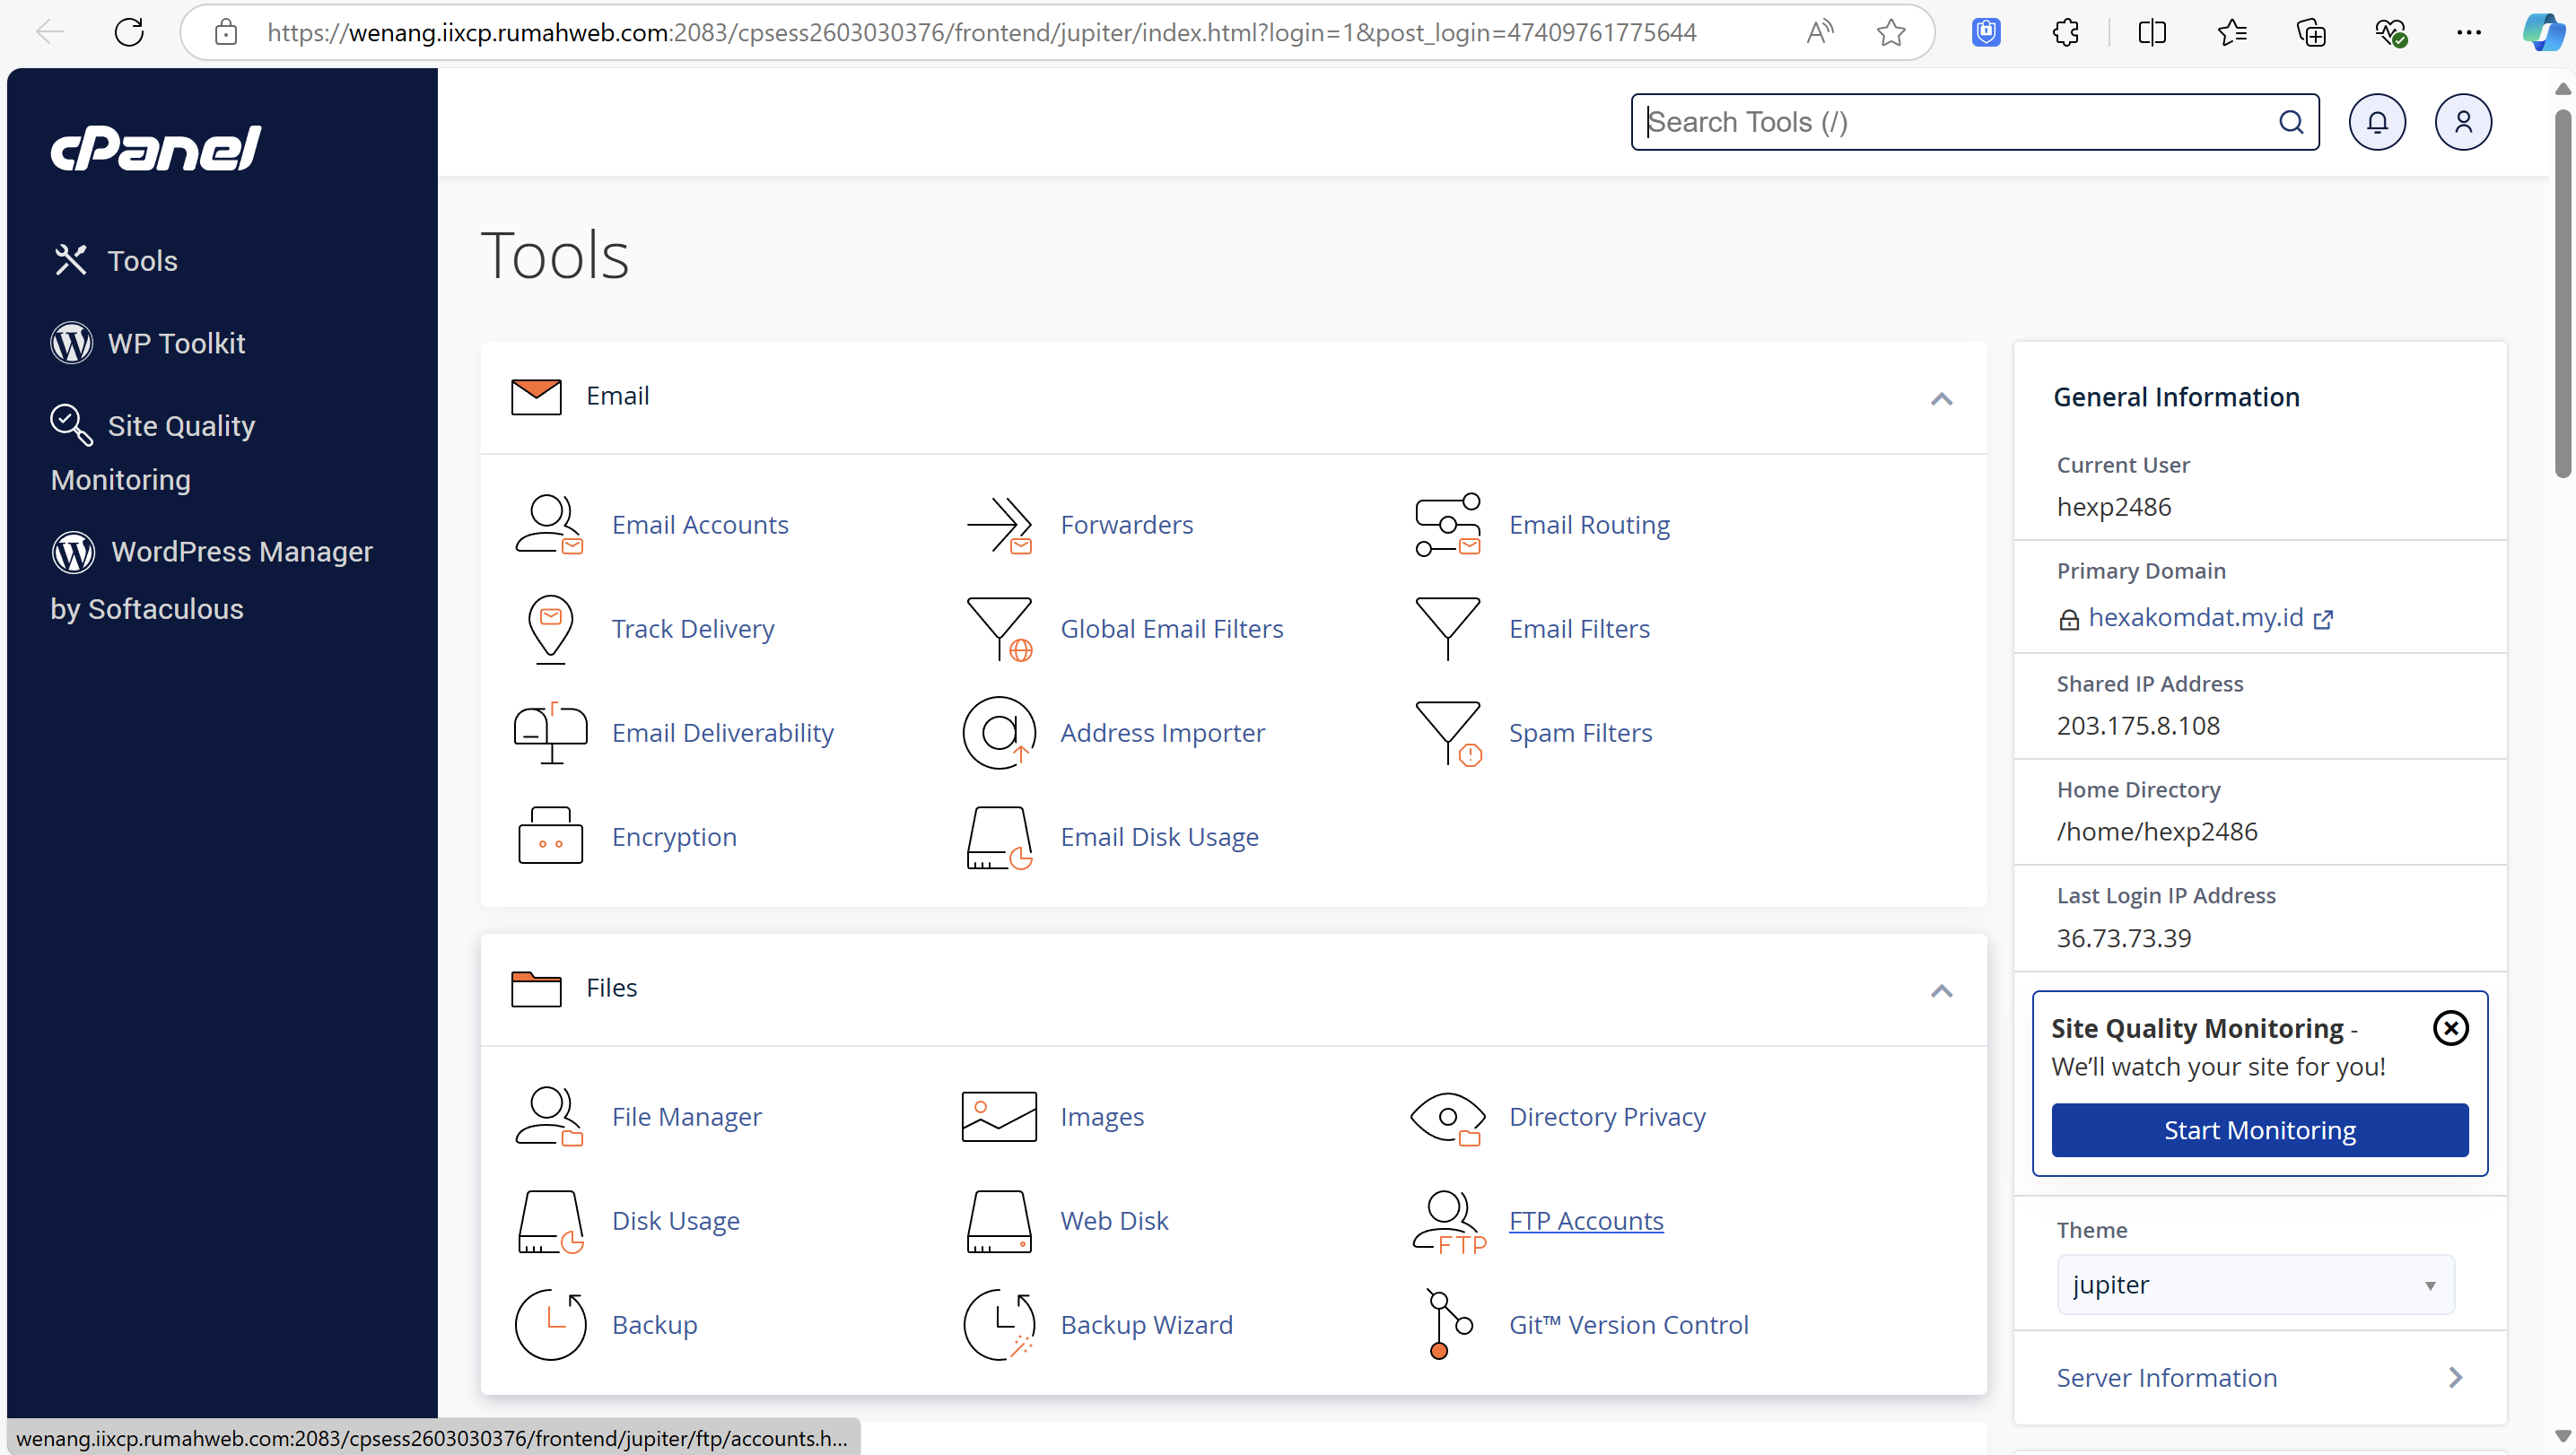 https://wenang.iixcp.rumahweb.com:2083/cpsess2603030376/frontend/jupiter/index.html?login=1&post_login=47409761775644
cPanel
Search Tools (/)
Tools
WP Toolkit
Site Quality
Monitoring
WordPress Manager
by Softaculous
Tools
Email
Email Accounts
Forwarders
Email Routing
Track Delivery
Global Email Filters
Email Filters
Email Deliverability
Address Importer
Spam Filters
Encryption
Email Disk Usage
Files
File Manager
Images
Directory Privacy
Disk Usage
Web Disk
FTP
FTP Accounts
Backup
Backup Wizard
Git™ Version Control
General Information
Current User
hexp2486
Primary Domain
hexakomdat.my.id
Shared IP Address
203.175.8.108
Home Directory
/home/hexp2486
Last Login IP Address
36.73.73.39
Site Quality Monitoring -
We’ll watch your site for you!
Start Monitoring
Theme
jupiter
Server Information
wenang.iixcp.rumahweb.com:2083/cpsess2603030376/frontend/jupiter/ftp/accounts.h...